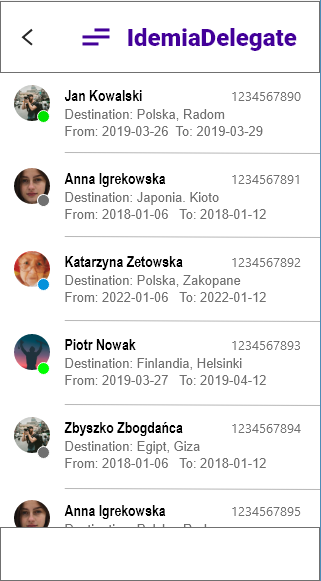 IdemiaDelegate
Jan Kowalski 1234567890
Destination: Polska, Radom
From: 2019-03-26 To: 2019-03-29
Anna Igrekowska 1234567891
Destination: Japonia. Kioto
From: 2018-01-06 To: 2018-01-12
Katarzyna Zetowska 1234567892
Destination: Polska, Zakopane
From: 2022-01-06 To: 2022-01-12
Piotr Nowak 1234567893
Destination: Finlandia, Helsinki
From: 2019-03-27 To: 2019-04-12
Zbyszko Zbogdańca 1234567894
Destination: Egipt, Giza
From: 2018-01-06 To: 2018-01-12
Anna Igrekowska 1234567895
Destination: Polska,